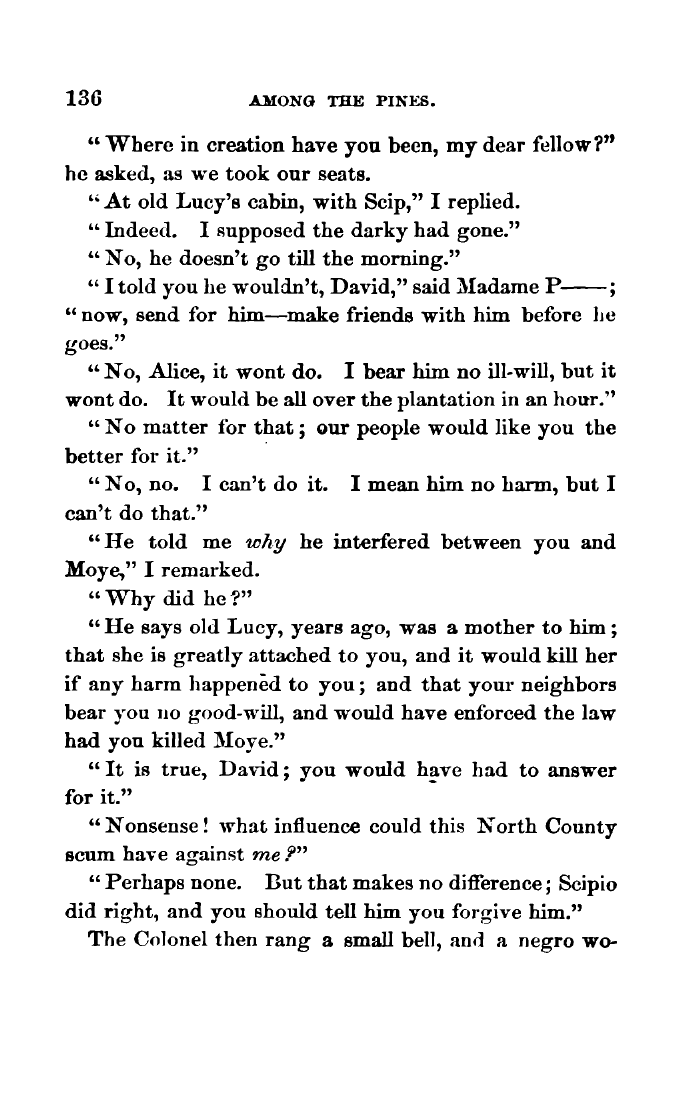 136 AMONG THE PINES.
“Where in creation have you been, my dear fellow?”
he asked, as we took our seats.
“At old Lucy’s cabin, with Scip,” I replied.
“Indeed. I supposed the darky had gone.”
“No, he doesn’t go till the morning.”
“I told you he wouldn’t, David,” said Madame P——;
“now, send for him—make friends with him before he
goes.”
“No, Alice, it wont do. I bear him no ill-will, but it
wont do. It would be all over the plantation in an hour.”
“No matter for that; our people would like you the
better for it.”
“No, no. I can’t do it. I mean him no harm, but I
can’t do that.”
“He told me why he interfered between you and
Moye,” I remarked.
“Why did he?”
“He says old Lucy, years ago, was a mother to him;
that she is greatly attached to you, and it would kill her
if any harm happened to you; and that your neighbors
bear you no good-will, and would have enforced the law
had you killed Moye.”
“It is true, David; you would have had to answer
for it.”
“Nonsense! what influence could this North County
scum have against me?”
“Perhaps none. But that makes no difference; Scipio
did right, and you should tell him you forgive him.”
The Colonel then rang a small bell, and a negro wo-